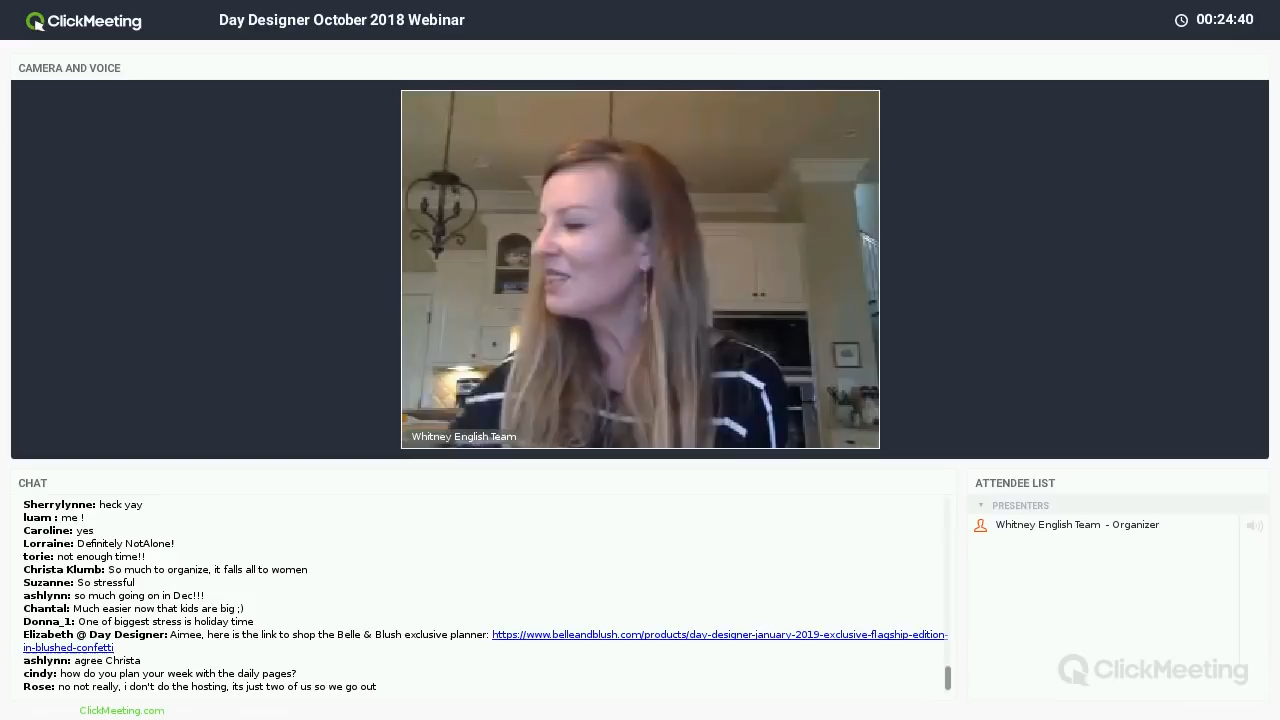 ClickMeeting
Day Designer October 2018 Webinar
00:24:40
CAMERA AND VOICE
Whitney English Team
CHAT
Sherrylynne: heck yay
luam : me !
Caroline: yes
Lorraine: Definitely NotAlone!
torie: not enough time!!
Christa Klumb: So much to organize, it falls all to women
Suzanne: So stressful
ashlynn: so much going on in Dec!!!
Chantal: Much easier now that kids are big ;)
Donna_1: One of biggest stress is holiday time
Elizabeth @ Day Designer: Aimee, here is the link to shop the Belle & Blush exclusive planner: https://www.belleandblush.com/products/day-designer-january-2019-exclusive-flagship-edition-
in-blushed-confetti
ashlynn: agree Christa
cindy: how do you plan your week with the daily pages?
Rose: no not really, i don't do the hosting, its just two of us so we go out
ATTENDEE LIST
PRESENTERS
Whitney English Team - Organizer
ClickMeeting
ClickMeeting.com